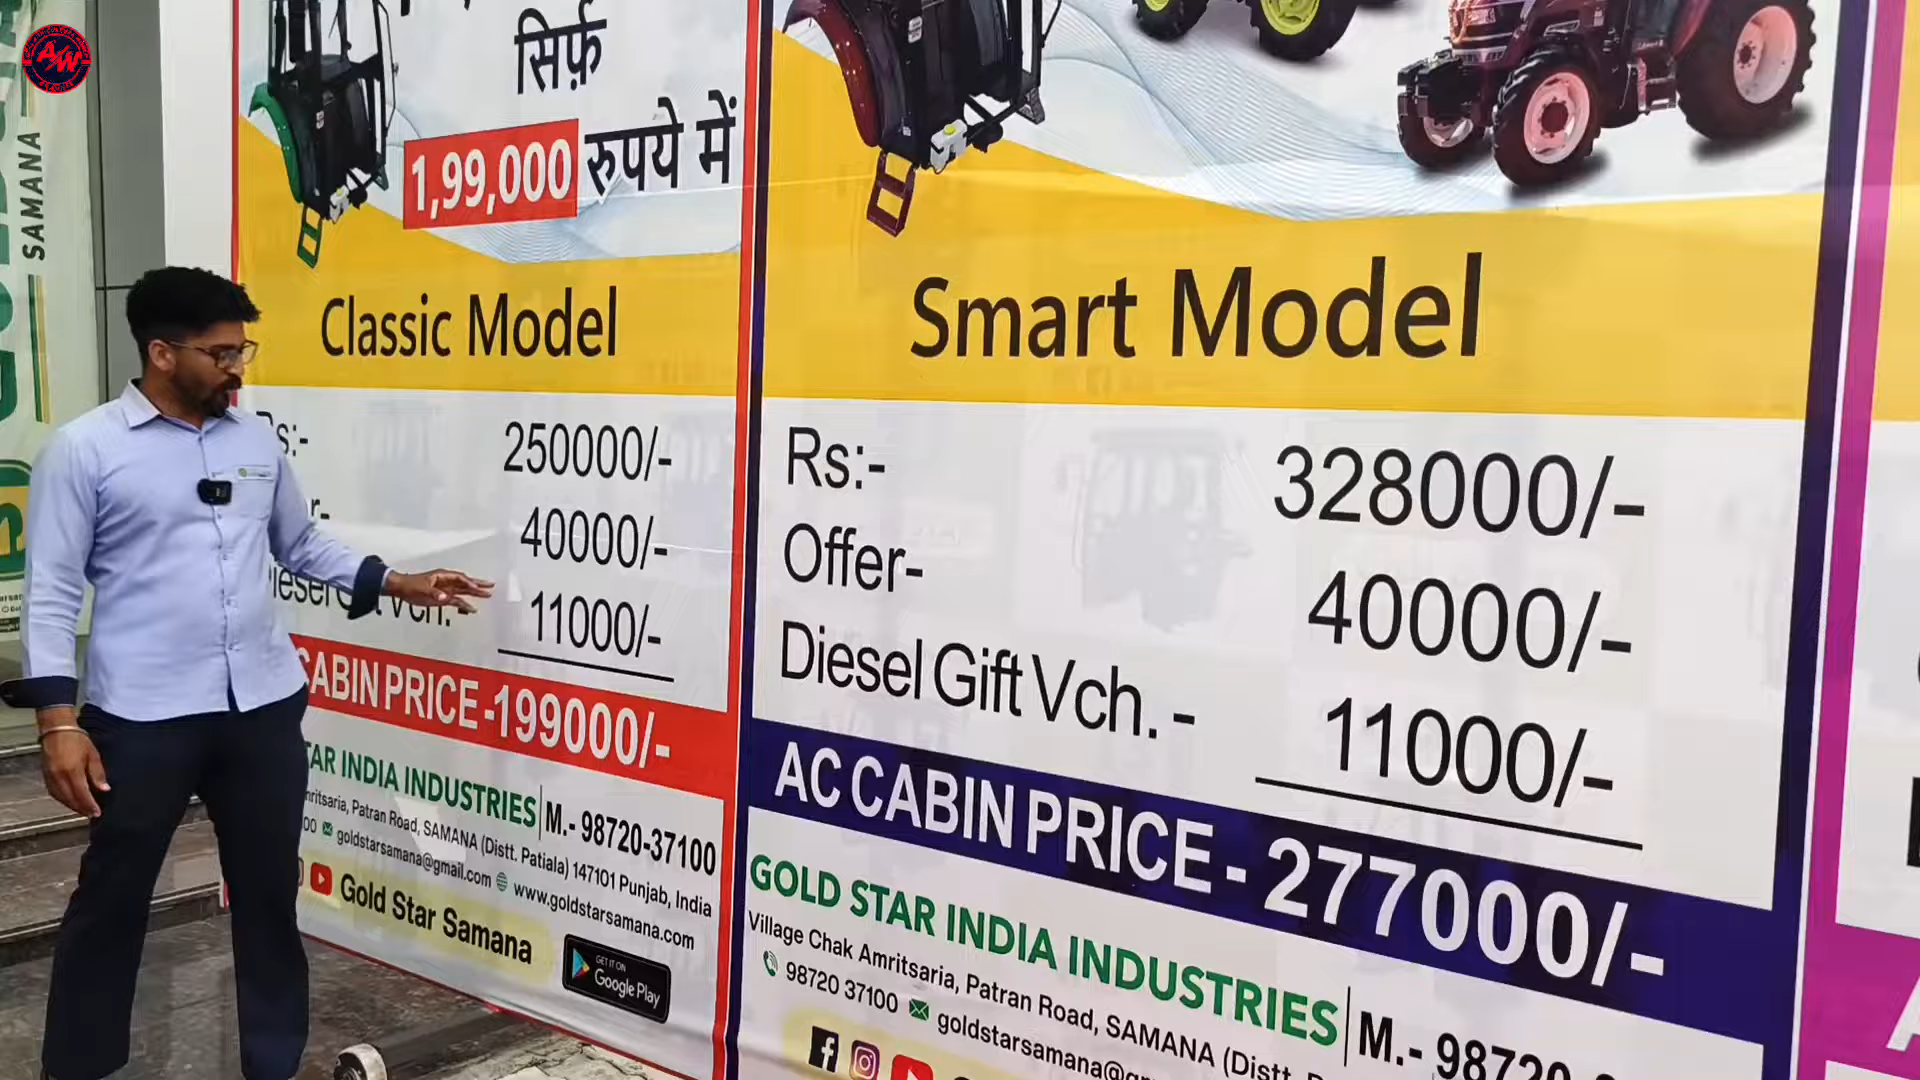 AW
SAMANA
सिर्फ़
1,99,000 रुपये में
Classic Model
Rs:- 250000/-
40000/-
Diesel Gift Vch.- 11000/-
CABIN PRICE-199000/-
STAR INDIA INDUSTRIES | M.- 98720-37100
Amritsaria, Patran Road, SAMANA (Distt. Patiala) 147101 Punjab, India
goldstarsamana@gmail.com www.goldstarsamana.com
Gold Star Samana
GET IT ON
Google Play
Smart Model
Rs:- 328000/-
Offer- 40000/-
Diesel Gift Vch. - 11000/-
AC CABIN PRICE - 277000/-
GOLD STAR INDIA INDUSTRIES | M.- 98720-
Village Chak Amritsaria, Patran Road, SAMANA (Distt.
98720 37100 goldstarsamana@